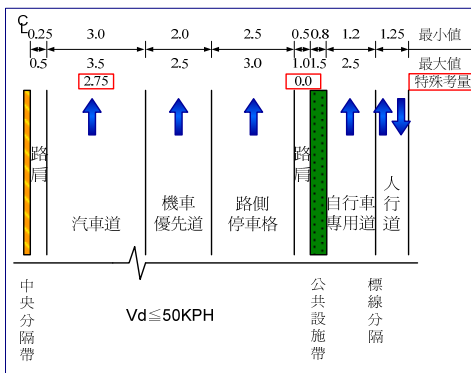 ℄
0.25 3.0 2.0 2.5 0.5 0.8 1.2 1.25 最小値
0.5 3.5 2.5 3.0 1.0 1.5 2.5 最大値
2.75 0.0 特殊考量
路肩
汽車道
機車優先道
路側停車格
路肩
自行車專用道
人行道
中央分隔帶
Vd≦50KPH
公共設施帶
標線分隔